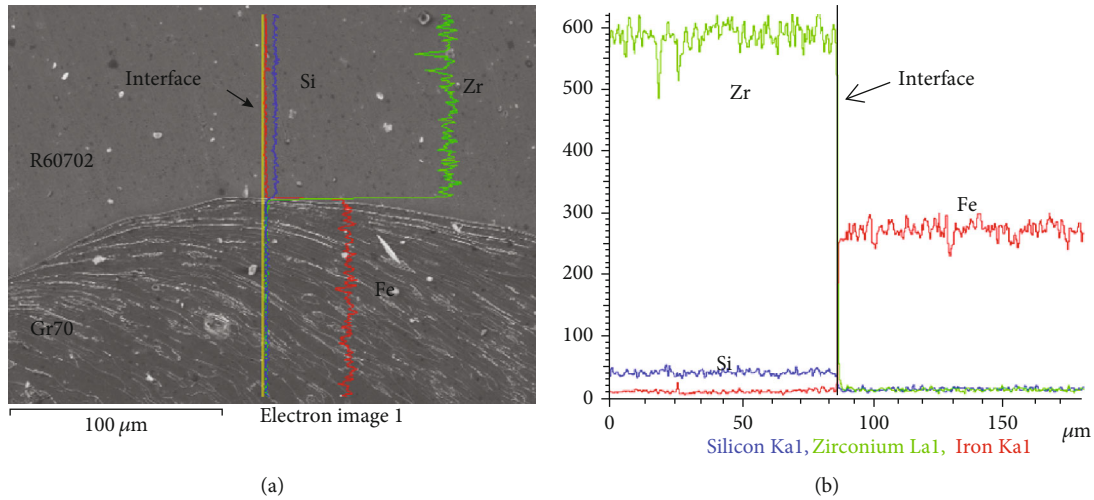 Interface
Si
Zr
R60702
Fe
Gr70
100 μm
Electron image 1
(a)
600
500
400
300
200
100
0
Zr
Interface
Fe
Si
0
50
100
150
μm
Silicon Ka1, Zirconium La1, Iron Ka1
(b)